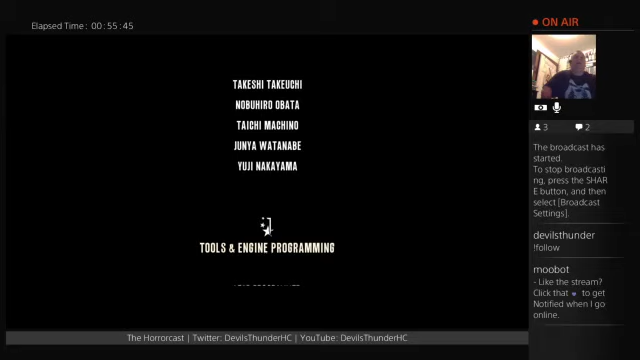 Elapsed Time : 00:55:45
ON AIR
TAKESHI TAKEUCHI
NOBUHIRO OBATA
TAICHI MACHINO
JUNYA WATANABE
YUJI NAKAYAMA
TOOLS & ENGINE PROGRAMMING
3
2
The broadcast has
started.
To stop broadcasti
ng, press the SHAR
E button, and then
select [Broadcast
Settings].
devilsthunder
!follow
moobot
- Like the stream?
Click that to get
Notified when I go
online.
The Horrorcast | Twitter: DevilsThunderHC | YouTube: DevilsThunderHC